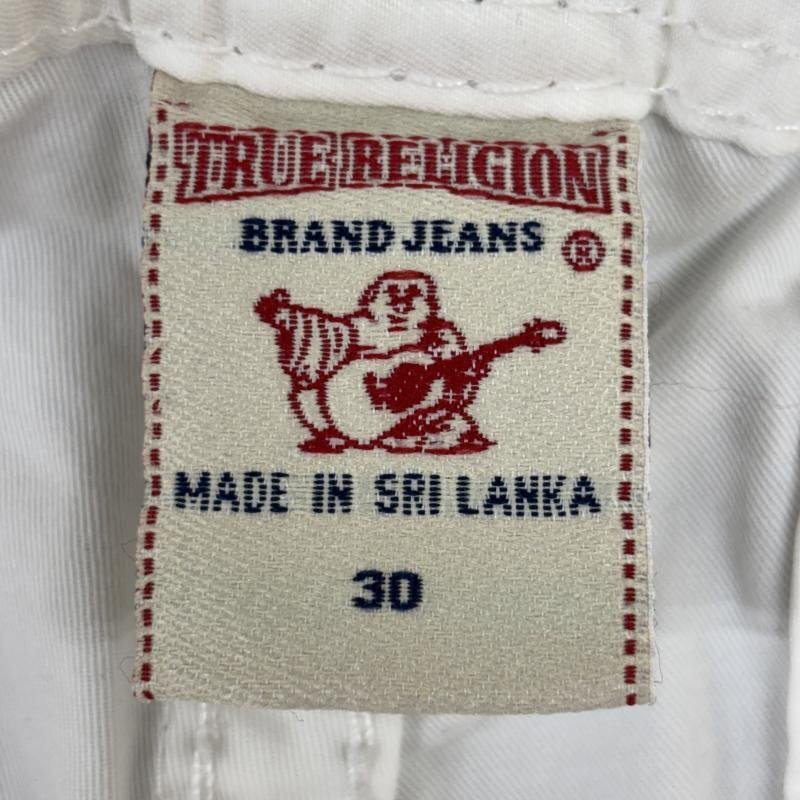 TRUE RELIGION
BRAND JEANS ®
MADE IN SRI LANKA
30